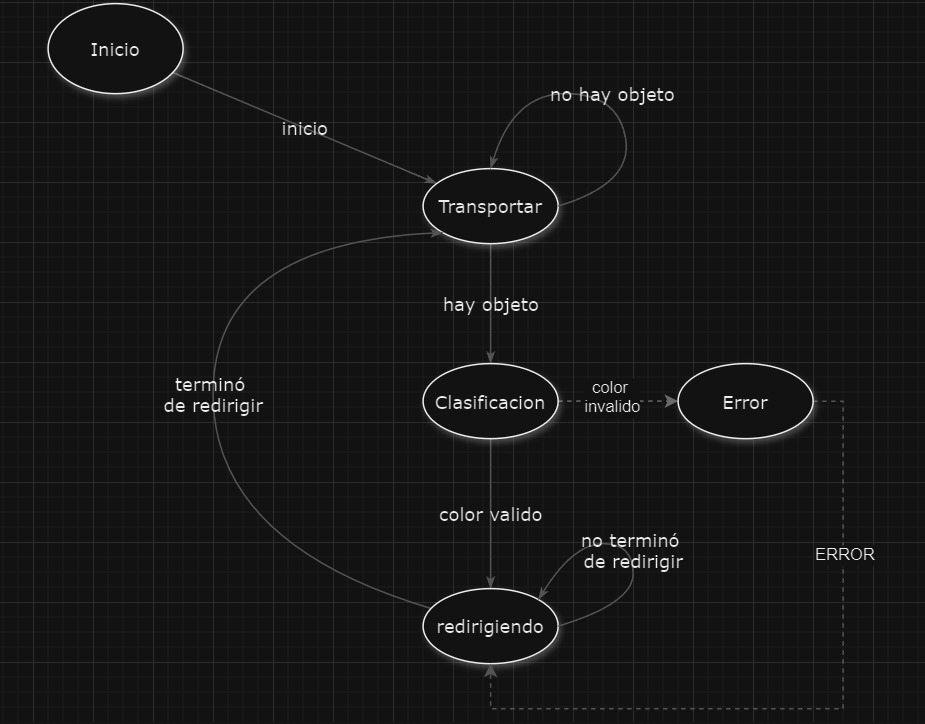 Inicio
no hay objeto
inicio
Transportar
hay objeto
terminó
de redirigir
Clasificacion
color
invalido
Error
color valido
no terminó
de redirigir
ERROR
redirigiendo